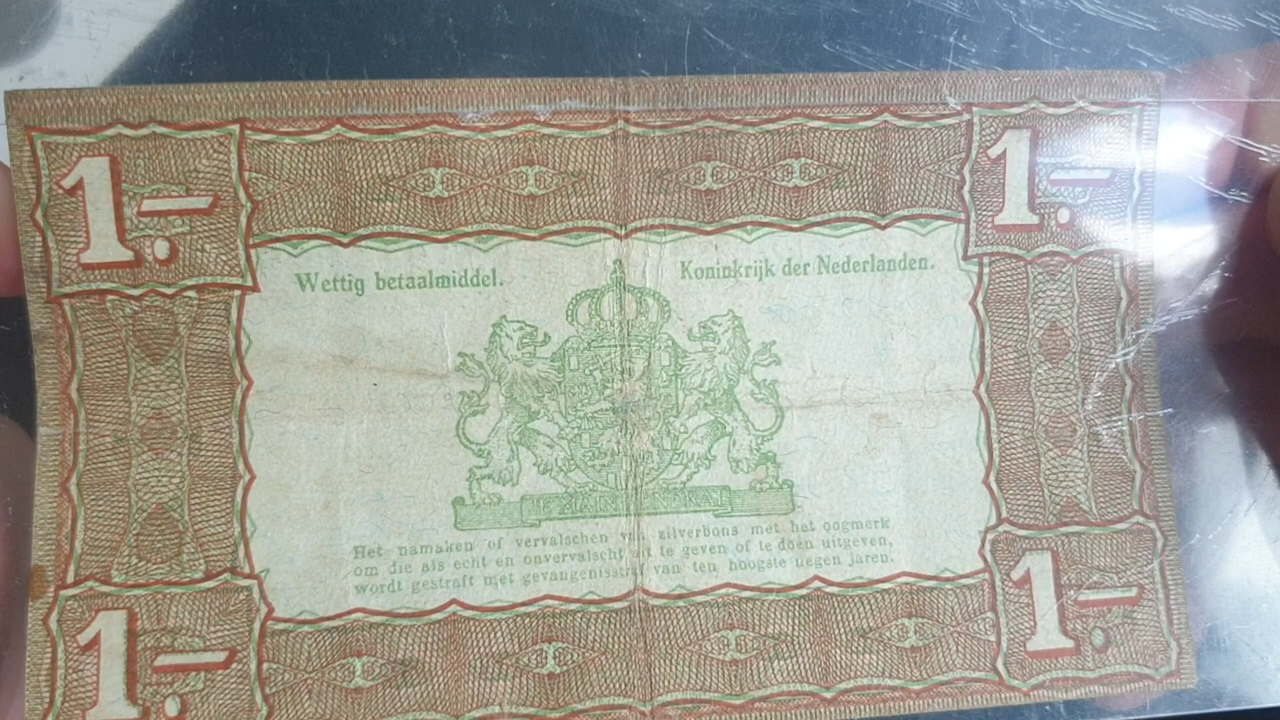 1.- 1.-
Wettig betaalmiddel. Koninkrijk der Nederlanden.
JE MAINTIENDRAI
Het namaken of vervalschen van zilverbons met het oogmerk
om die als echt en onvervalscht uit te geven of te doen uitgeven,
wordt gestraft met gevangenisstraf van ten hoogste negen jaren.
1.- 1.-